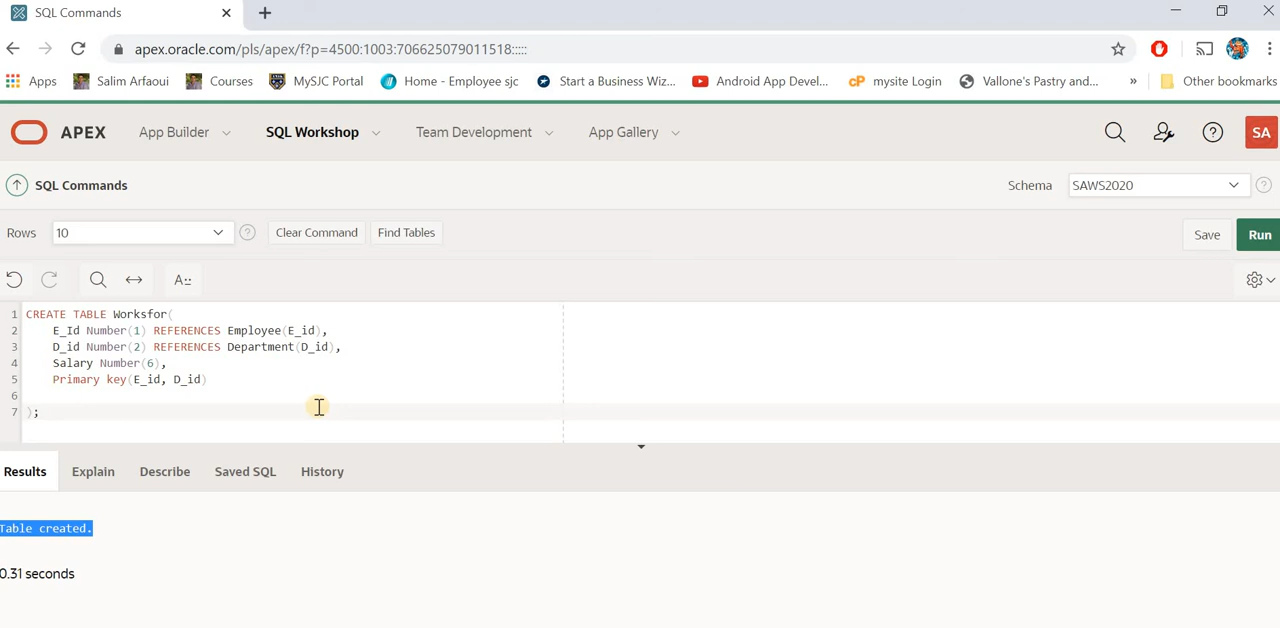 SQL Commands
apex.oracle.com/pls/apex/f?p=4500:1003:706625079011518:::::
Apps Salim Arfaoui Courses MySJC Portal Home - Employee sjc Start a Business Wiz... Android App Devel... cP mysite Login Vallone's Pastry and... » Other bookmarks
APEX App Builder SQL Workshop Team Development App Gallery SA
SQL Commands Schema SAWS2020
Rows 10 Clear Command Find Tables Save Run
A::
1 CREATE TABLE Worksfor(
2 E_Id Number(1) REFERENCES Employee(E_id),
3 D_id Number(2) REFERENCES Department(D_id),
4 Salary Number(6),
5 Primary key(E_id, D_id)
6
7 );
Results Explain Describe Saved SQL History
Table created.
0.31 seconds